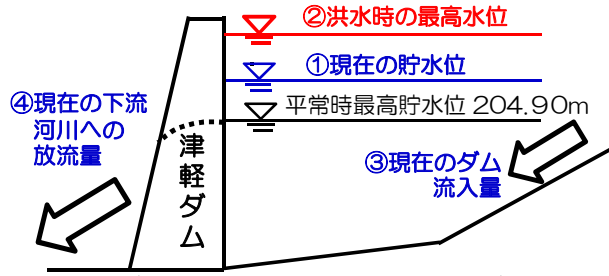 ②洪水時の最高水位
①現在の貯水位
平常時最高貯水位 204.90m
④現在の下流
河川への
放流量
津軽ダム
③現在のダム
流入量